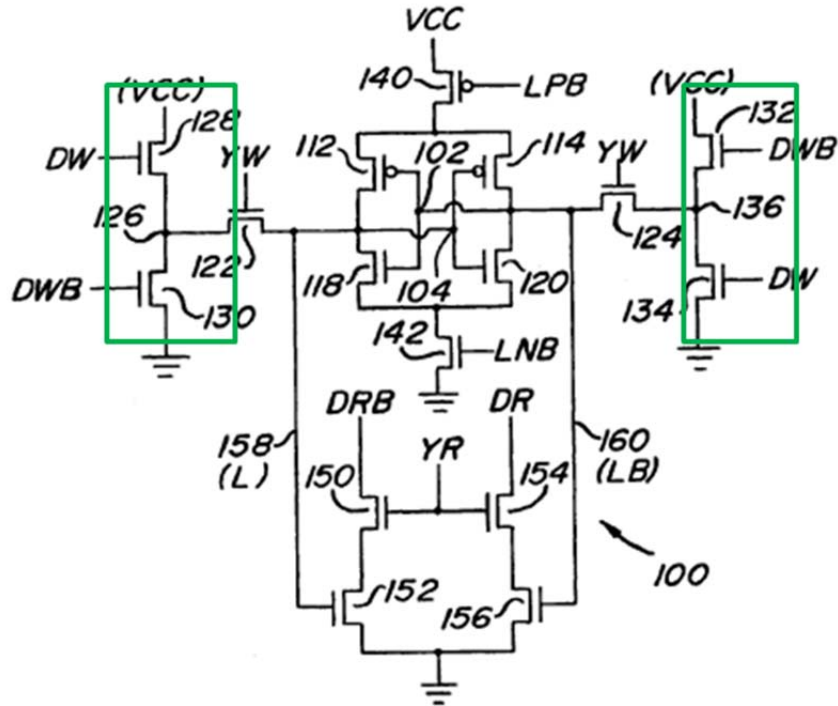 VCC
140
LPB
(VCC)
128
DW
YW
126
122
DWB
130
112
102
114
118
104
120
142
LNB
YW
124
(VCC)
132
DWB
136
134
DW
158
(L)
DRB
DR
YR
150
154
160
(LB)
152
156
100